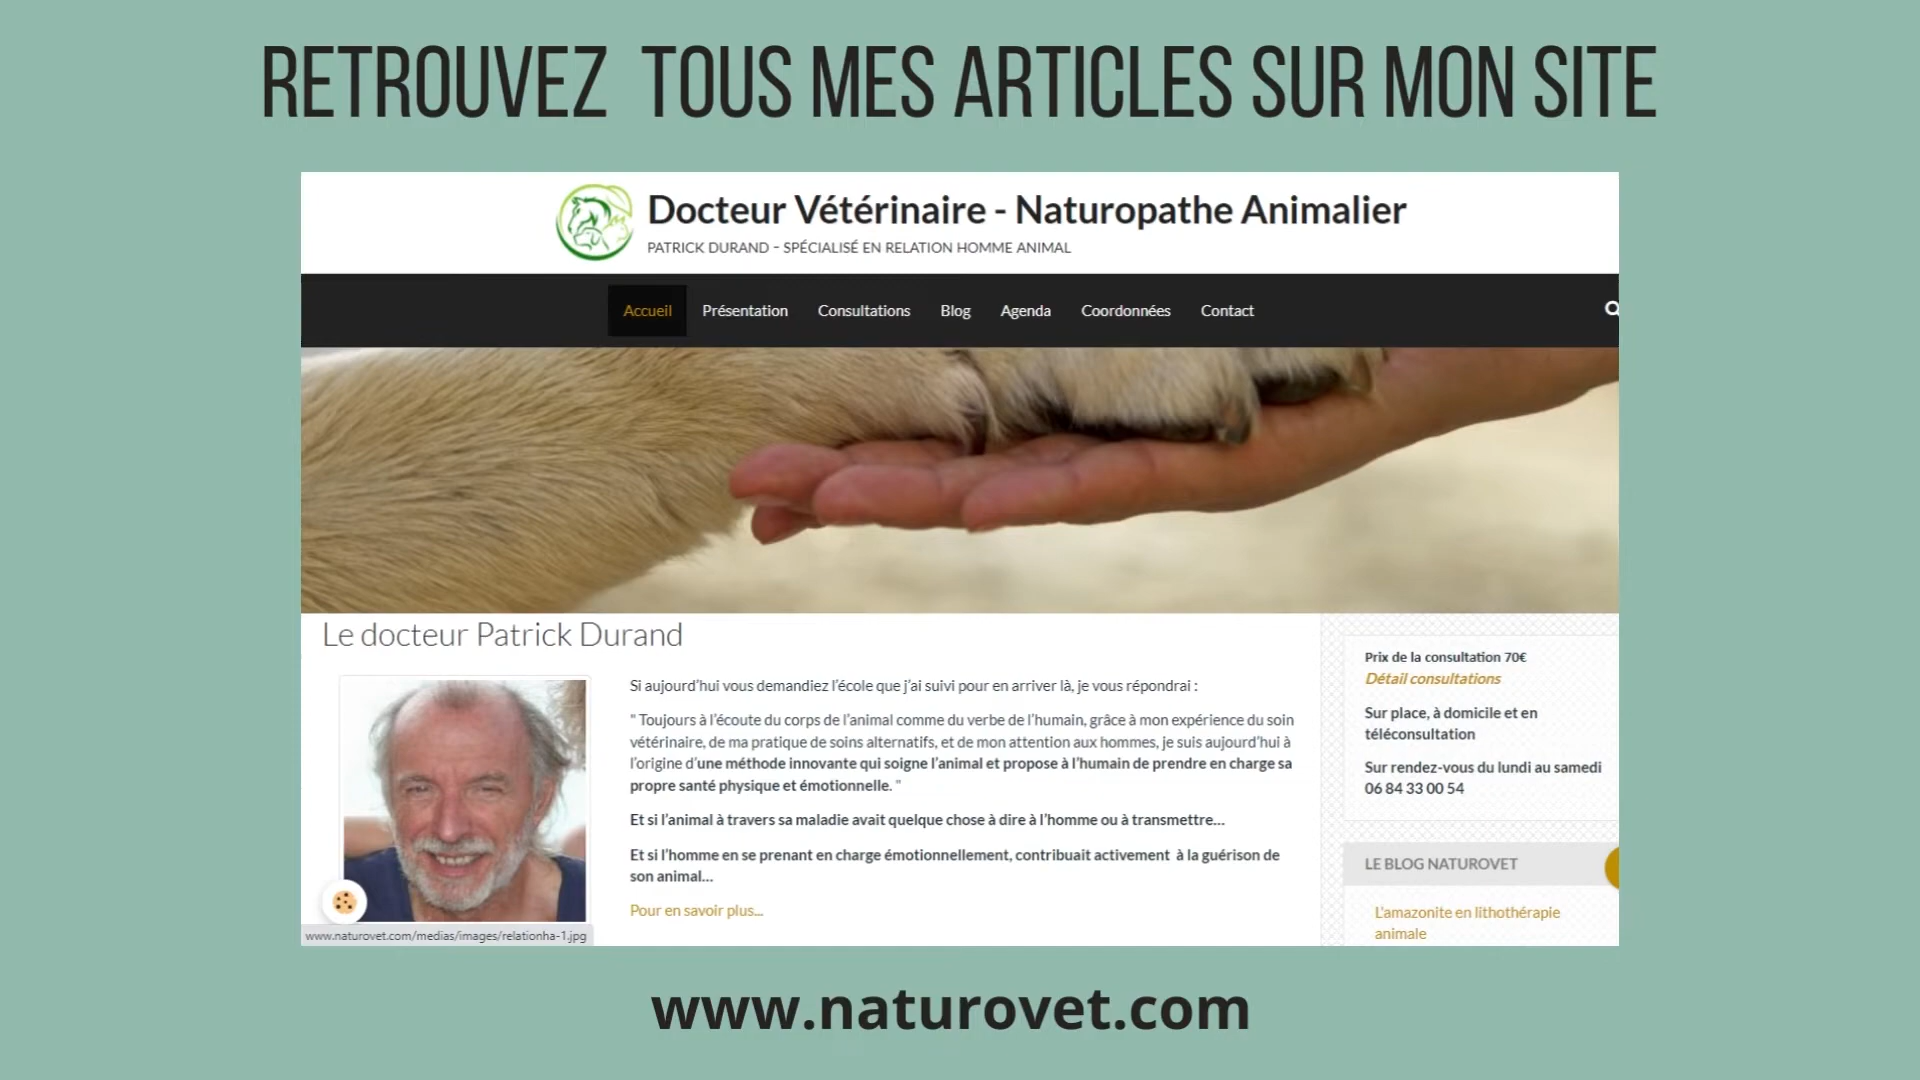 RETROUVEZ TOUS MES ARTICLES SUR MON SITE
Docteur Vétérinaire - Naturopathe Animalier
PATRICK DURAND - SPÉCIALISÉ EN RELATION HOMME ANIMAL
Accueil Présentation Consultations Blog Agenda Coordonnées Contact
Le docteur Patrick Durand
Si aujourd'hui vous demandiez l'école que j'ai suivi pour en arriver là, je vous répondrai :
" Toujours à l'écoute du corps de l'animal comme du verbe de l'humain, grâce à mon expérience du soin
vétérinaire, de ma pratique de soins alternatifs, et de mon attention aux hommes, je suis aujourd'hui à
l'origine d'une méthode innovante qui soigne l'animal et propose à l'humain de prendre en charge sa
propre santé physique et émotionnelle. "
Et si l'animal à travers sa maladie avait quelque chose à dire à l'homme ou à transmettre...
Et si l'homme en se prenant en charge émotionnellement, contribuait activement à la guérison de
son animal...
Pour en savoir plus...
www.naturovet.com/medias/images/relationha-1.jpg
Prix de la consultation 70€
Détail consultations
Sur place, à domicile et en
téléconsultation
Sur rendez-vous du lundi au samedi
06 84 33 00 54
LE BLOG NATUROVET
L'amazonite en lithothérapie
animale
www.naturovet.com